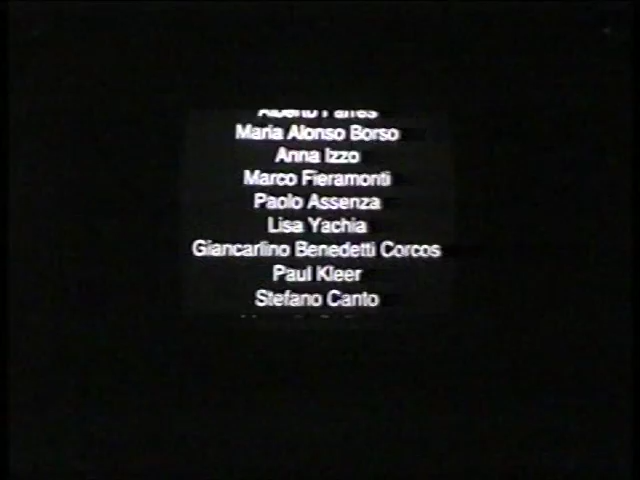 Maria Alonso Borso
Anna Izzo
Marco Fieramonti
Paolo Assenza
Lisa Yachia
Giancarlino Benedetti Corcos
Paul Kleer
Stefano Canto